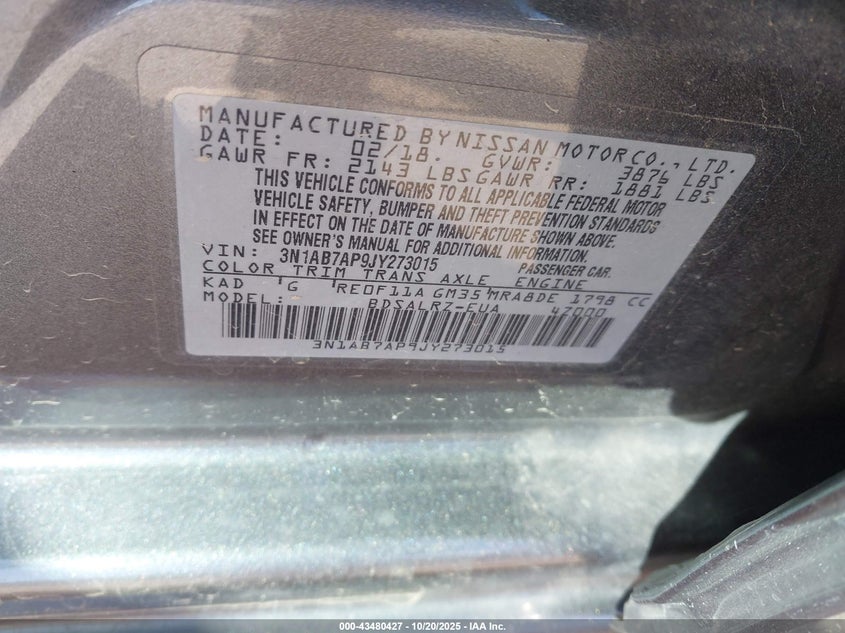 MANUFACTURED BY NISSAN MOTOR CO., LTD.
DATE: 02/18. GVWR: 3876 LBS
GAWR FR: 2143 LBS GAWR RR: 1881 LBS
THIS VEHICLE CONFORMS TO ALL APPLICABLE FEDERAL MOTOR
VEHICLE SAFETY, BUMPER AND THEFT PREVENTION STANDARDS
IN EFFECT ON THE DATE OF MANUFACTURE SHOWN ABOVE.
SEE OWNER'S MANUAL FOR ADDITIONAL INFORMATION.
VIN: 3N1AB7AP9JY273015 PASSENGER CAR.
COLOR TRIM TRANS AXLE ENGINE
KAD G RE0F11A GM35 MRA8DE 1798 CC
MODEL: BDSALRZ-EUA 47000
3N1AB7AP9JY273015
000-43480427 - 10/20/2025 - IAA Inc.